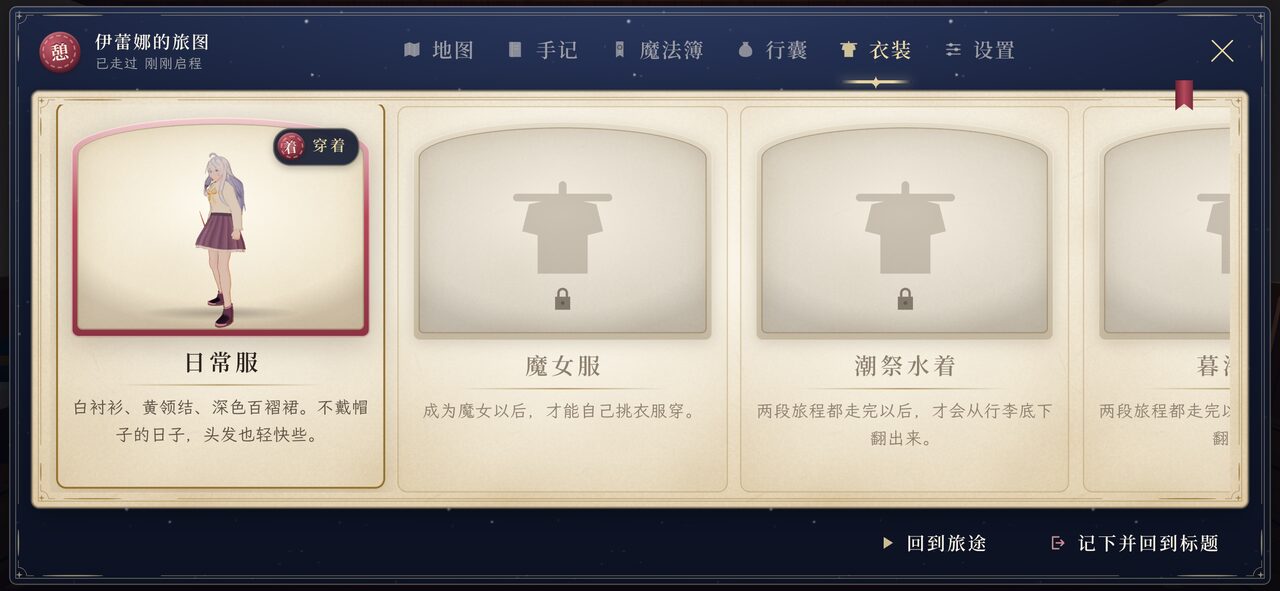 憩
伊蕾娜的旅图
已走过 刚刚启程
地图
手记
魔法簿
行囊
衣装
设置
着 穿着
日常服
白衬衫、黄领结、深色百褶裙。不戴帽
子的日子，头发也轻快些。
魔女服
成为魔女以后，才能自己挑衣服穿。
潮祭水着
两段旅程都走完以后，才会从行李底下
翻出来。
暮
两段旅程都走完以
翻
回到旅途
记下并回到标题